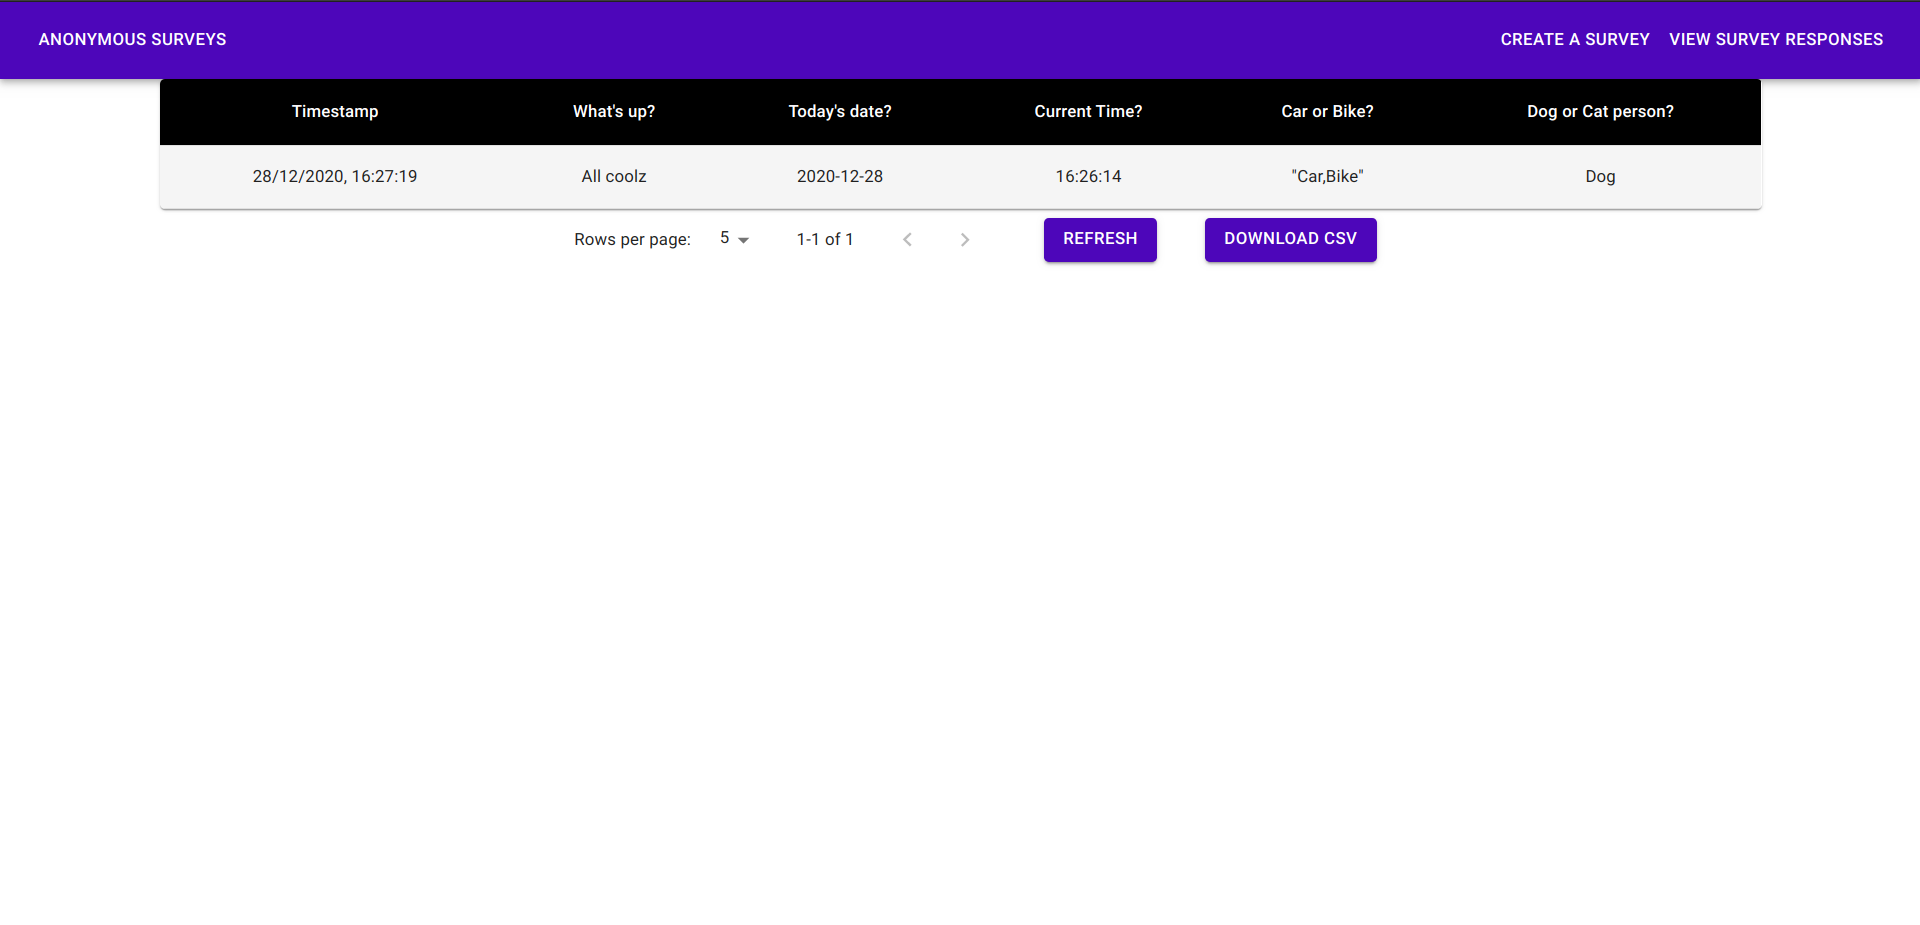 ANONYMOUS SURVEYS CREATE A SURVEY VIEW SURVEY RESPONSES
Timestamp What's up? Today's date? Current Time? Car or Bike? Dog or Cat person?
28/12/2020, 16:27:19 All coolz 2020-12-28 16:26:14 "Car,Bike" Dog
Rows per page: 5 1-1 of 1 REFRESH DOWNLOAD CSV